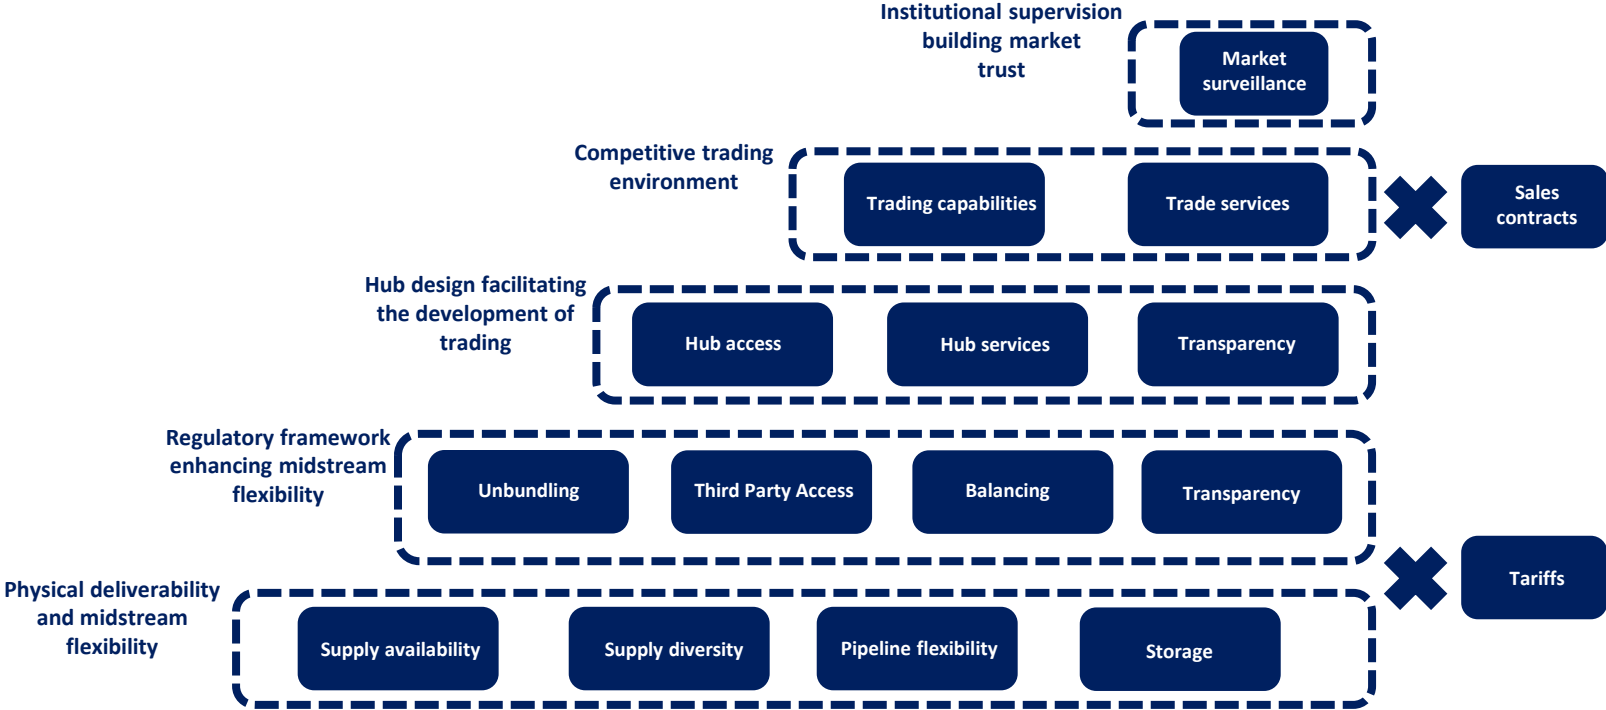 Institutional supervision
building market
trust
Market
surveillance
Competitive trading
environment
Trading capabilities
Trade services
Sales
contracts
Hub design facilitating
the development of
trading
Hub access
Hub services
Transparency
Regulatory framework
enhancing midstream
flexibility
Unbundling
Third Party Access
Balancing
Transparency
Tariffs
Physical deliverability
and midstream
flexibility
Supply availability
Supply diversity
Pipeline flexibility
Storage